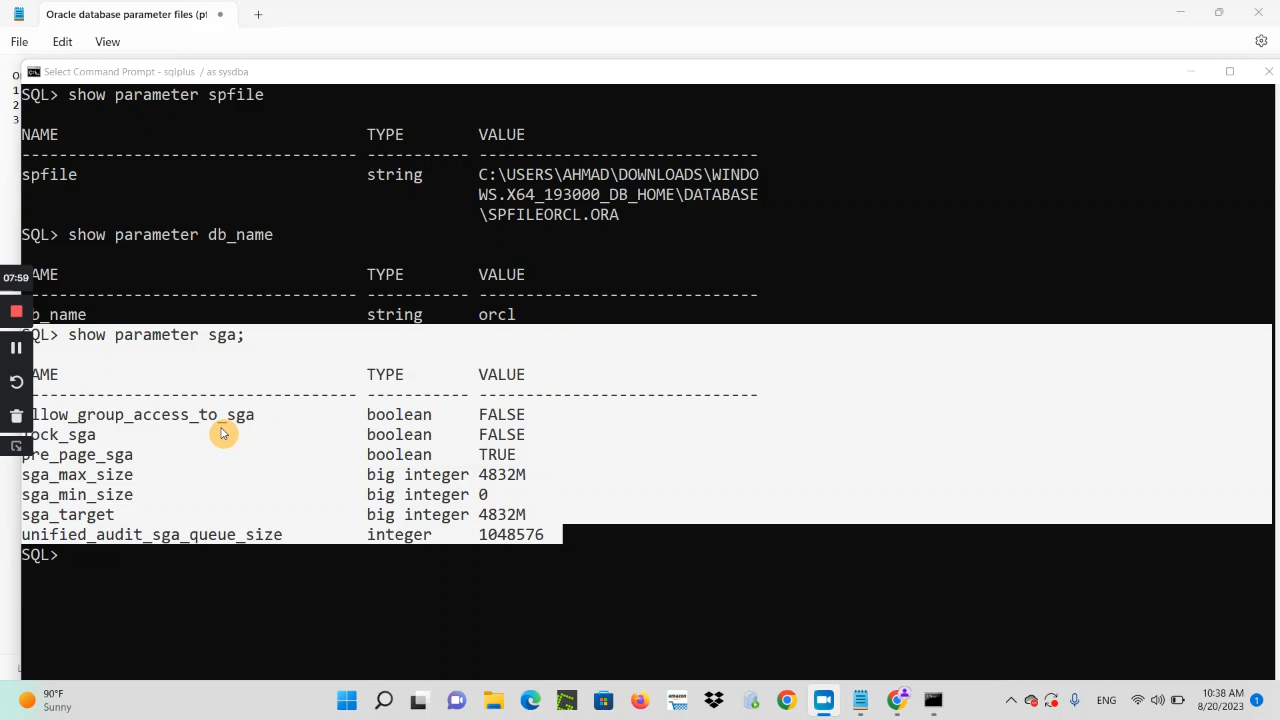 Oracle database parameter files (pf
File Edit View
Select Command Prompt - sqlplus / as sysdba
SQL> show parameter spfile
NAME TYPE VALUE
------------------------------------ ----------- ------------------------------
spfile string C:\USERS\AHMAD\DOWNLOADS\WINDO
WS.X64_193000_DB_HOME\DATABASE
\SPFILEORCL.ORA
SQL> show parameter db_name
AME TYPE VALUE
------------------------------------ ----------- ------------------------------
b_name string orcl
07:59
QL> show parameter sga;
AME TYPE VALUE
------------------------------------ ----------- ------------------------------
llow_group_access_to_sga boolean FALSE
ock_sga boolean FALSE
pre_page_sga boolean TRUE
sga_max_size big integer 4832M
sga_min_size big integer 0
sga_target big integer 4832M
unified_audit_sga_queue_size integer 1048576
SQL>
90°F
Sunny
amazon
ENG
10:38 AM
8/20/2023
1